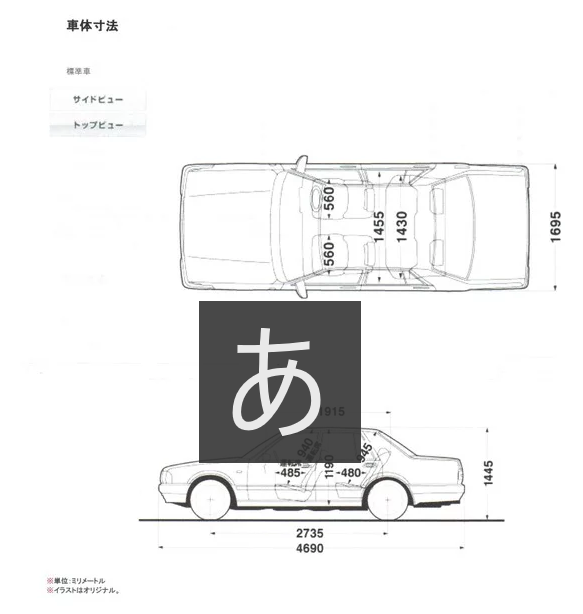 車体寸法
標準車
サイドビュー
トップビュー
560
560
1455
1430
1695
あ
1915
940
1190
945
485
480
1445
2735
4690
※単位:ミリメートル
※イラストはオリジナル。